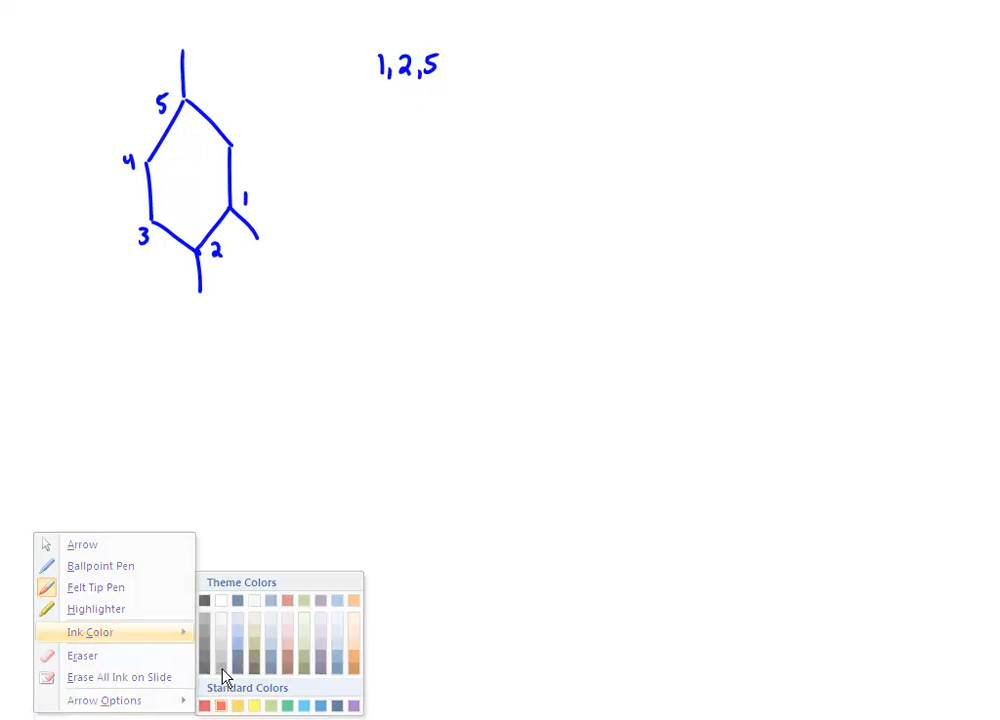 1,2,5
5
4
1
3
2
Arrow
Ballpoint Pen
Felt Tip Pen
Highlighter
Ink Color
Eraser
Erase All Ink on Slide
Arrow Options
Theme Colors
Standard Colors